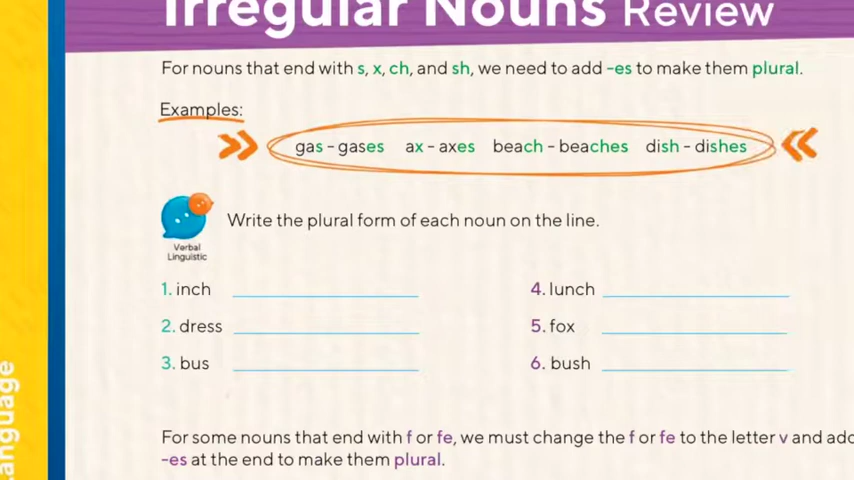 Irregular Nouns Review
For nouns that end with s, x, ch, and sh, we need to add -es to make them plural.
Examples:
gas - gases ax - axes beach - beaches dish - dishes
Verbal
Linguistic
Write the plural form of each noun on the line.
1. inch
2. dress
3. bus
4. lunch
5. fox
6. bush
For some nouns that end with f or fe, we must change the f or fe to the letter v and add
-es at the end to make them plural.
anguage